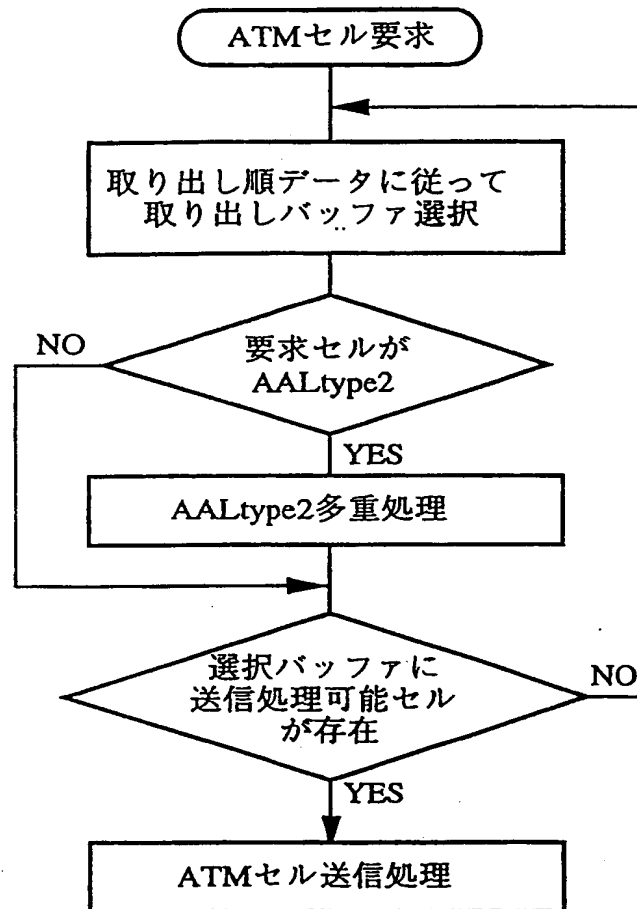 ATMセル要求
取り出し順データに従って
取り出しバッファ選択
NO
要求セルが
AALtype2
YES
AALtype2多重処理
選択バッファに
送信処理可能セル
が存在
NO
YES
ATMセル送信処理